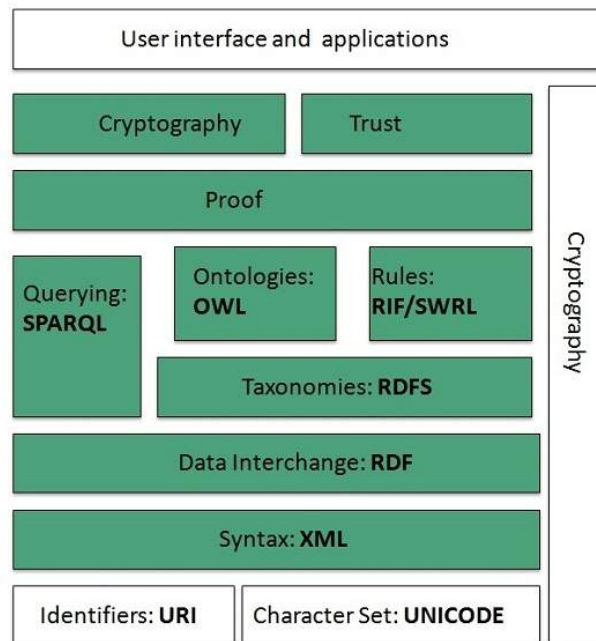 User interface and applications
Cryptography
Trust
Proof
Querying:
SPARQL
Ontologies:
OWL
Rules:
RIF/SWRL
Taxonomies: RDFS
Data Interchange: RDF
Syntax: XML
Identifiers: URI
Character Set: UNICODE
Cryptography